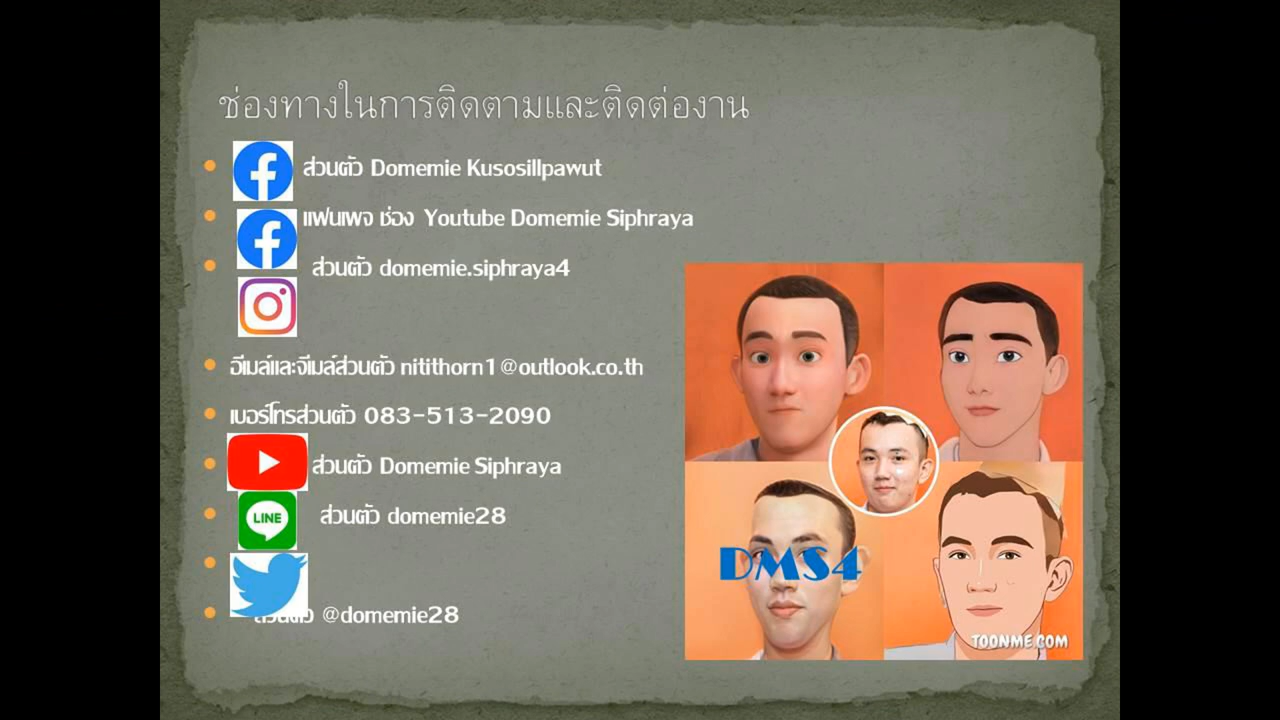 ช่องทางในการติดตามและติดต่องาน
ส่วนตัว Domemie Kusosillpawut
แฟนเพจ ช่อง Youtube Domemie Siphraya
ส่วนตัว domemie.siphraya4
อีเมล์และจีเมล์ส่วนตัว nitithorn1@outlook.co.th
เบอร์โทรส่วนตัว 083-513-2090
ส่วนตัว Domemie Siphraya
LINE ส่วนตัว domemie28
ส่วนตัว @domemie28
DMS4
TOONME.COM